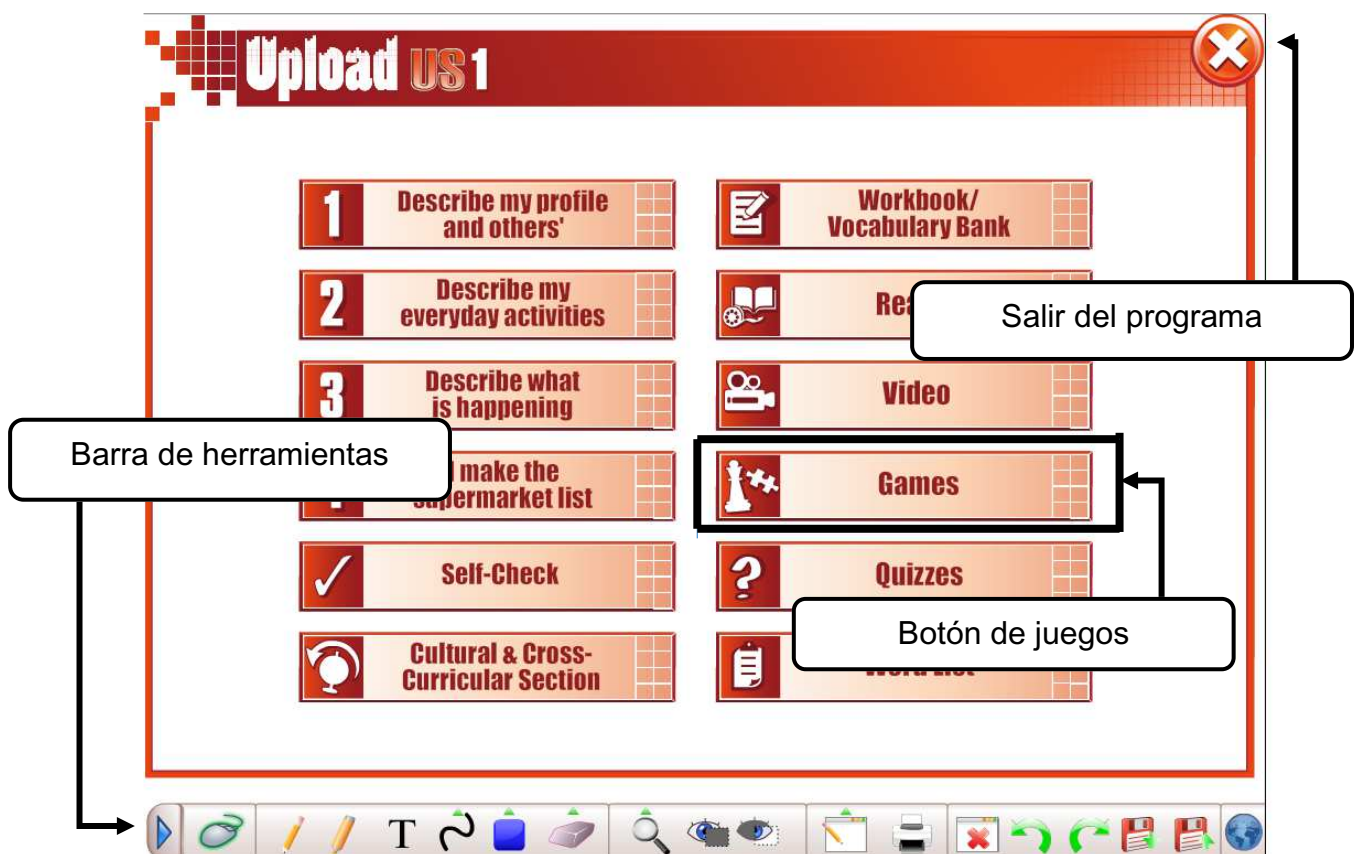 Upload US 1
1 Describe my profile
and others'
2 Describe my
everyday activities
3 Describe what
is happening
make the
supermarket list
Self-Check
Cultural & Cross-
Curricular Section
Workbook/
Vocabulary Bank
Video
Games
Quizzes
Word List
Salir del programa
Barra de herramientas
Botón de juegos
T